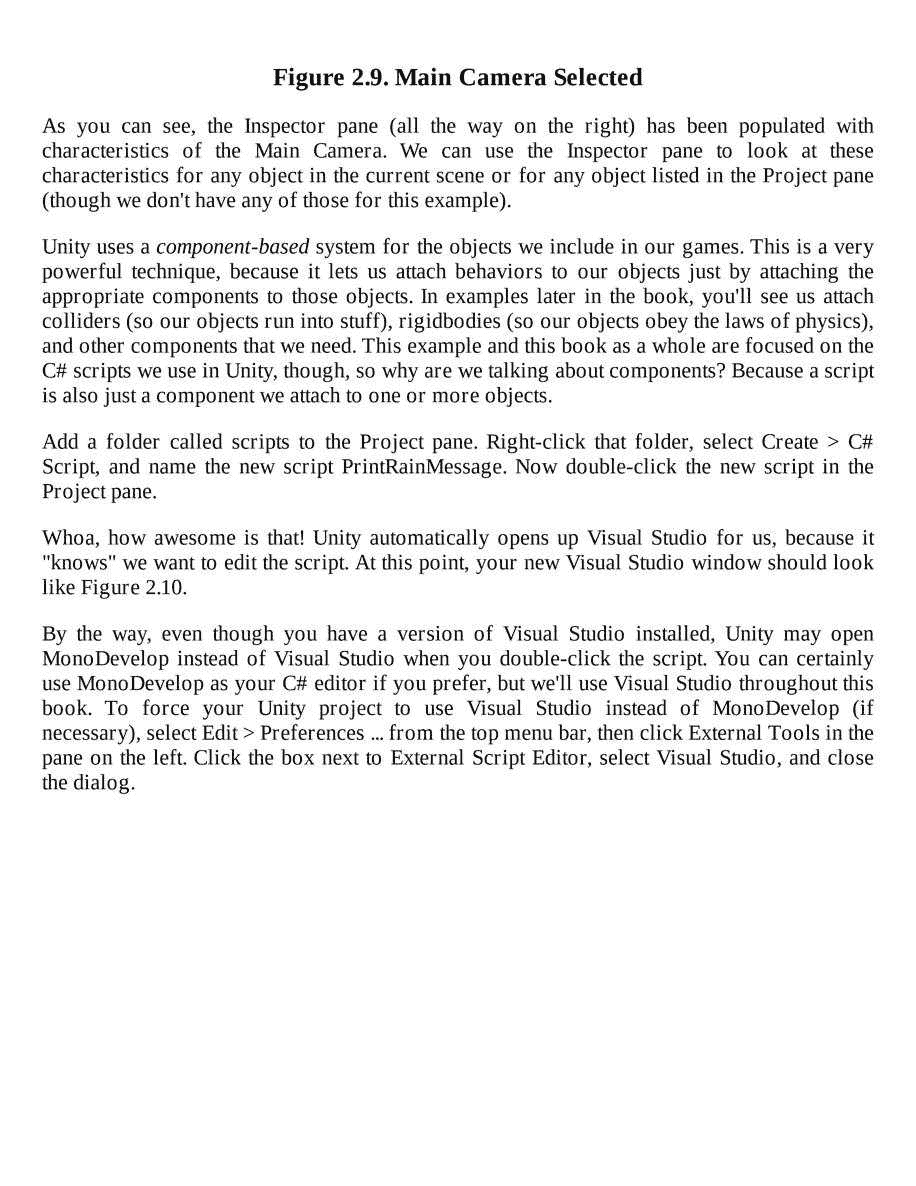 Figure 2.9. Main Camera Selected
As you can see, the Inspector pane (all the way on the right) has been populated with
characteristics of the Main Camera. We can use the Inspector pane to look at these
characteristics for any object in the current scene or for any object listed in the Project pane
(though we don't have any of those for this example).
Unity uses a component-based system for the objects we include in our games. This is a very
powerful technique, because it lets us attach behaviors to our objects just by attaching the
appropriate components to those objects. In examples later in the book, you'll see us attach
colliders (so our objects run into stuff), rigidbodies (so our objects obey the laws of physics),
and other components that we need. This example and this book as a whole are focused on the
C# scripts we use in Unity, though, so why are we talking about components? Because a script
is also just a component we attach to one or more objects.
Add a folder called scripts to the Project pane. Right-click that folder, select Create > C#
Script, and name the new script PrintRainMessage. Now double-click the new script in the
Project pane.
Whoa, how awesome is that! Unity automatically opens up Visual Studio for us, because it
"knows" we want to edit the script. At this point, your new Visual Studio window should look
like Figure 2.10.
By the way, even though you have a version of Visual Studio installed, Unity may open
MonoDevelop instead of Visual Studio when you double-click the script. You can certainly
use MonoDevelop as your C# editor if you prefer, but we'll use Visual Studio throughout this
book. To force your Unity project to use Visual Studio instead of MonoDevelop (if
necessary), select Edit > Preferences ... from the top menu bar, then click External Tools in the
pane on the left. Click the box next to External Script Editor, select Visual Studio, and close
the dialog.